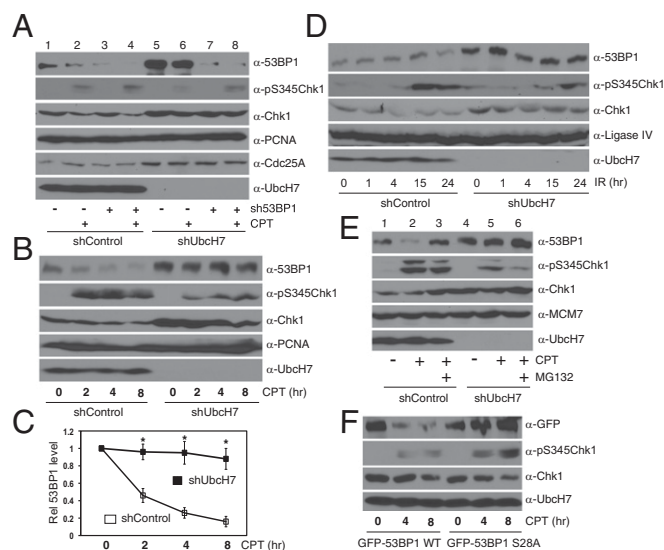 A
1 2 3 4 5 6 7 8
α-53BP1
α-pS345Chk1
α-Chk1
α-PCNA
α-Cdc25A
α-UbcH7
- - + + - - + + sh53BP1
+ + + + CPT
shControl shUbcH7
B
α-53BP1
α-pS345Chk1
α-Chk1
α-PCNA
α-UbcH7
0 2 4 8 0 2 4 8 CPT (hr)
shControl shUbcH7
C
Rel 53BP1 level
1.2
1
0.8
0.6
0.4
0.2
0
* * *
shUbcH7
shControl
0 2 4 8 CPT (hr)
D
α-53BP1
α-pS345Chk1
α-Chk1
α-Ligase IV
α-UbcH7
0 1 4 15 24 0 1 4 15 24 IR (hr)
shControl shUbcH7
E
1 2 3 4 5 6
α-53BP1
α-pS345Chk1
α-Chk1
α-MCM7
α-UbcH7
- + + - + + CPT
+ + MG132
shControl shUbcH7
F
α-GFP
α-pS345Chk1
α-Chk1
α-UbcH7
0 4 8 0 4 8 CPT (hr)
GFP-53BP1 WT GFP-53BP1 S28A